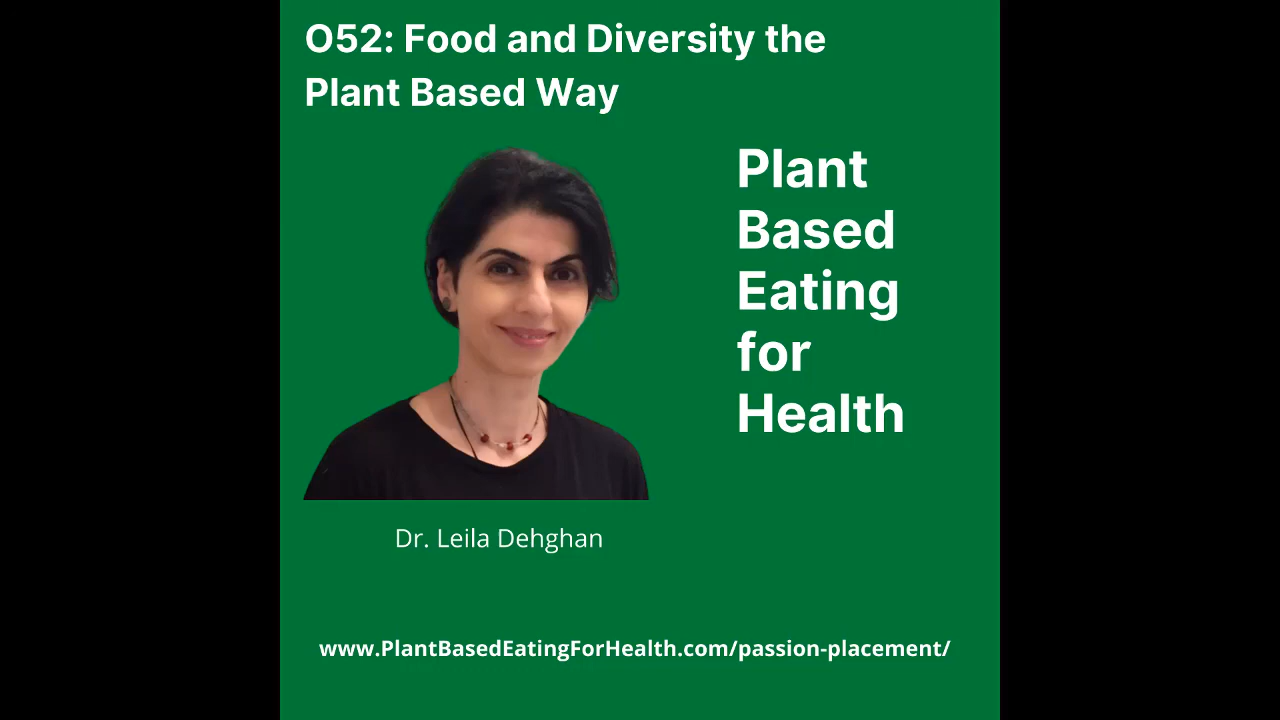 O52: Food and Diversity the
Plant Based Way
Plant
Based
Eating
for
Health
Dr. Leila Dehghan
www.PlantBasedEatingForHealth.com/passion-placement/